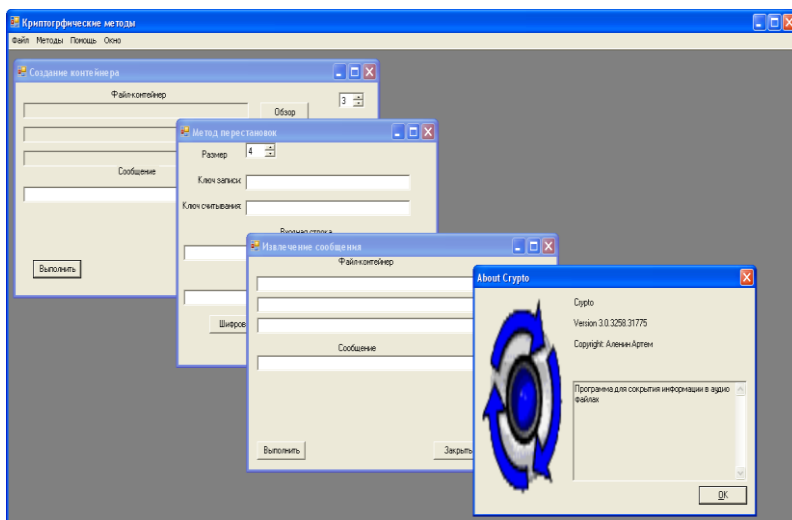 Криптогрфические методы
Файл Методы Помощь Окно
Создание контейнера
Файл-контейнер
Обзор
3
Сообщение
Выполнить
Метод перестановок
Размер
4
Ключ записи:
Ключ считывания:
Входная строка
Извлечение сообщения
Файл-контейнер
Сообщение
Выполнить
Закрыть
About Crypto
Crypto
Version 3.0.3258.31775
Copyright: Аленин Артем
Программа для сокрытия информации в аудио
файлах
OK